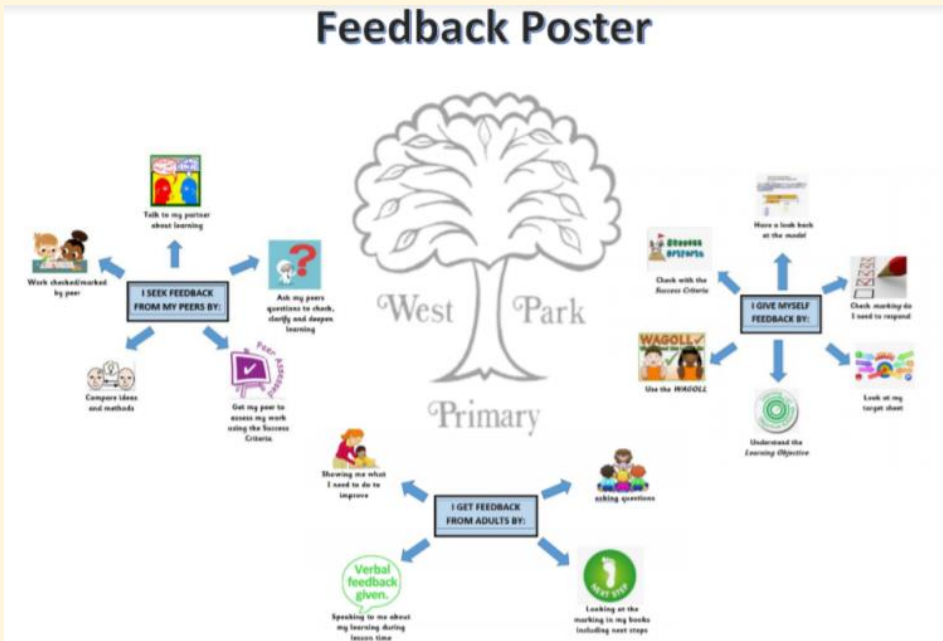 Feedback Poster
Talk to my partner
about learning
Work checked/marked
by peer
I SEEK FEEDBACK
FROM MY PEERS BY:
?
Ask my peers
questions to check,
clarify and deepen
learning
Compare ideas
and methods
Peer Assessed
Get my peer to
assess my work
using the Success
Criteria.
West Park
Primary
Have a look back
at the model
Success
Criteria
Check with the
Success Criteria
I GIVE MYSELF
FEEDBACK BY:
Check marking do
I need to respond
WAGOLL
Use the WAGOLL
Look at my
target sheet
Understand the
Learning Objective
Showing me what
I need to do to
improve
asking questions
I GET FEEDBACK
FROM ADULTS BY:
Verbal
feedback
given.
Speaking to me about
my learning during
lesson time
NEXT STEP
Looking at the
marking in my books
including next steps